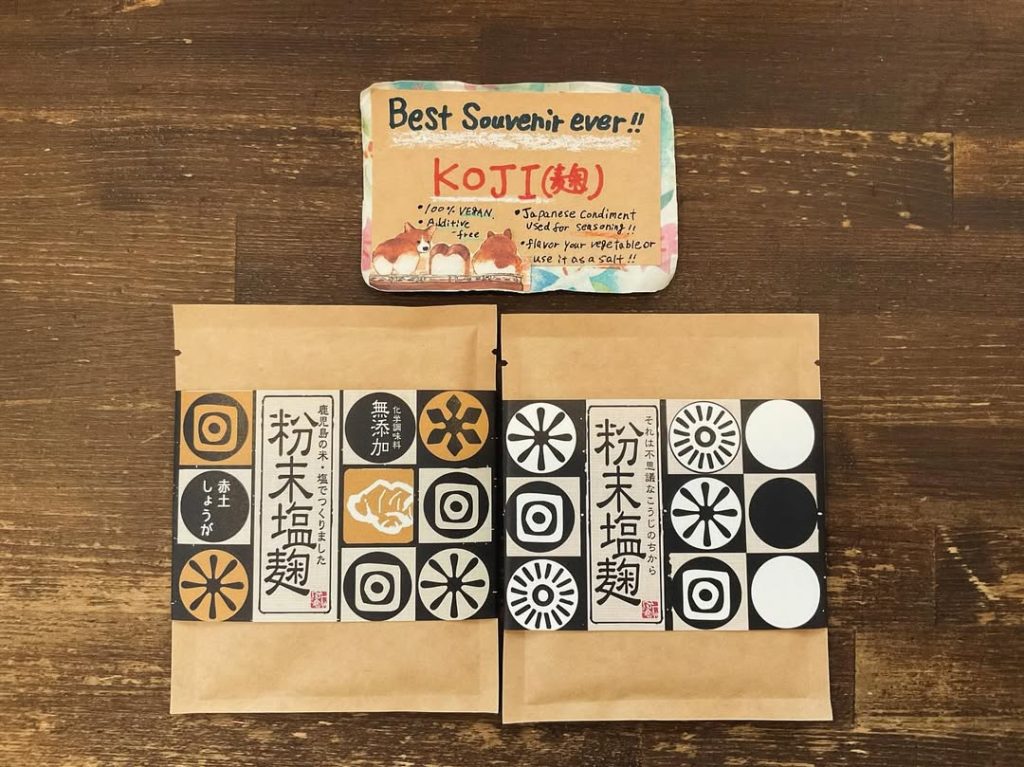 Best Souvenir ever!!
KOJI(麹)
•100% VEGAN.
•Additive
-free
•Japanese Condiment
used for seasoning!!
•flavor your vegetable or
use it as a salt!!
鹿児島の米・塩でつくりました
粉末塩麹
化学調味料
無添加
赤土
しょうが
それは不思議なこうじのちから
粉末塩麹